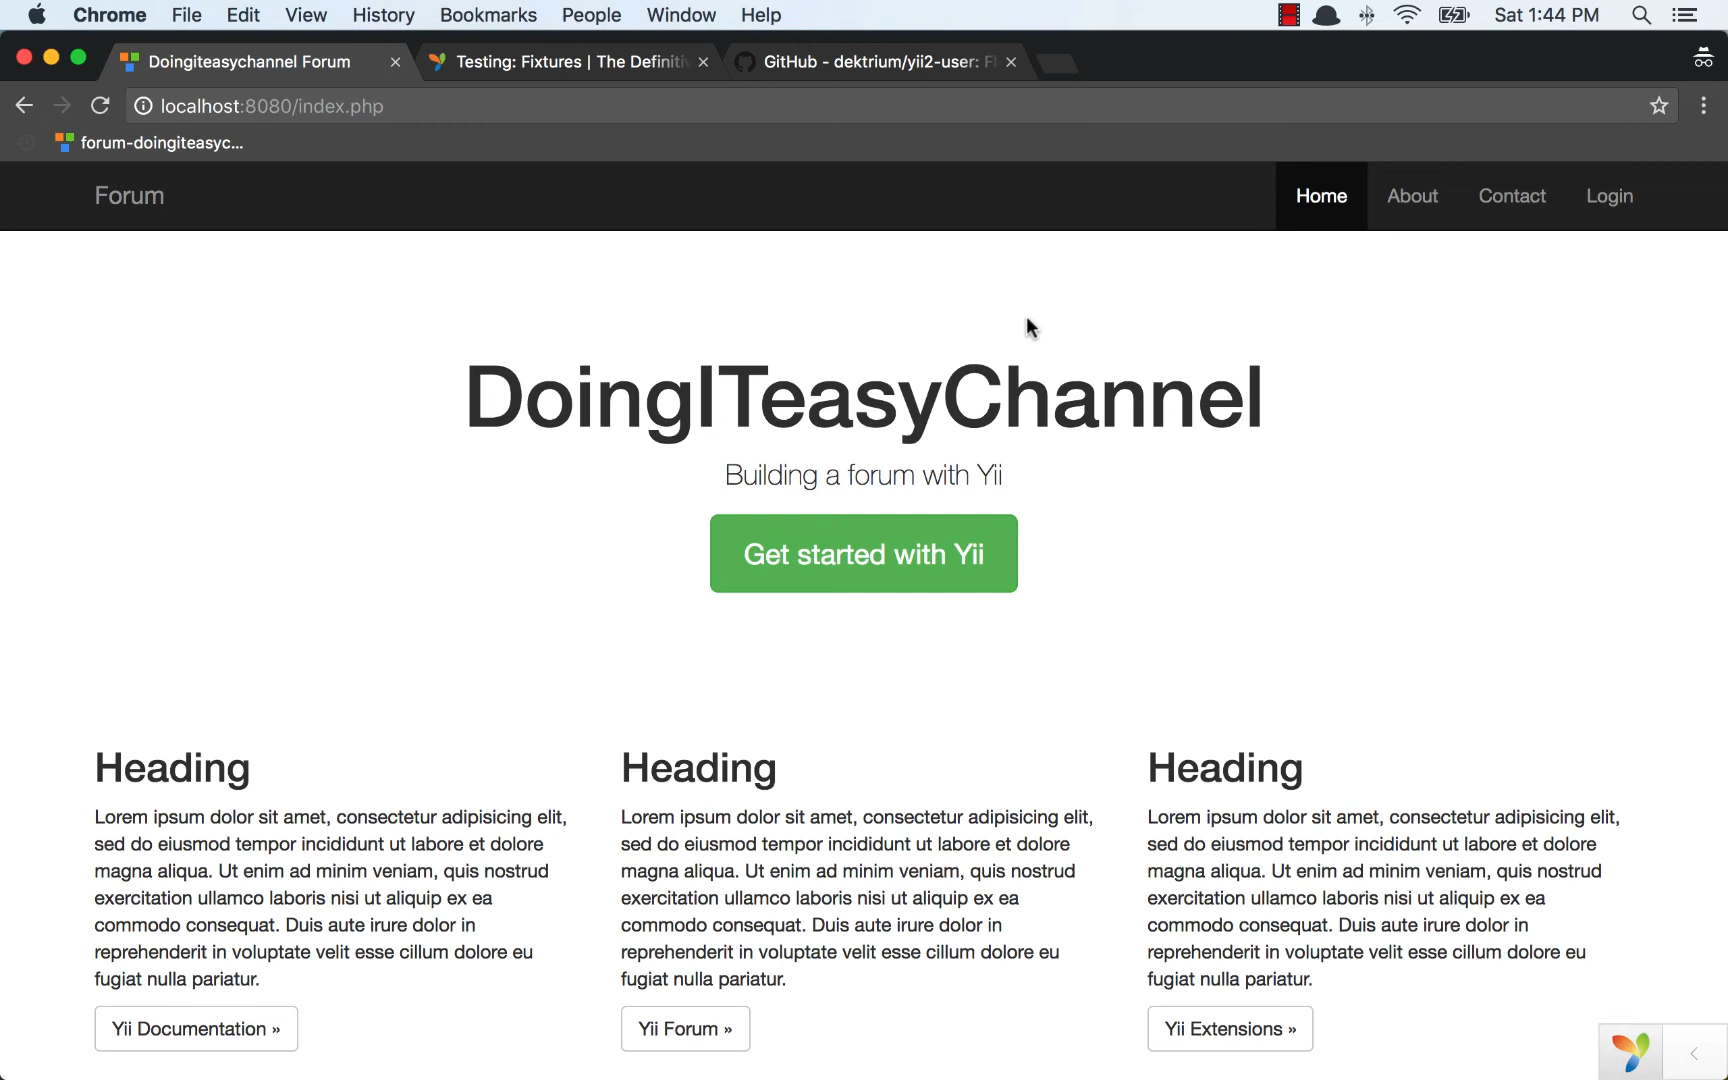 Chrome File Edit View History Bookmarks People Window Help Sat 1:44 PM
Doingiteasychannel Forum Testing: Fixtures | The Definiti GitHub - dektrium/yii2-user: Fl
localhost:8080/index.php
forum-doingiteasyc...
Forum Home About Contact Login
DoingITeasyChannel
Building a forum with Yii
Get started with Yii
Heading
Lorem ipsum dolor sit amet, consectetur adipisicing elit,
sed do eiusmod tempor incididunt ut labore et dolore
magna aliqua. Ut enim ad minim veniam, quis nostrud
exercitation ullamco laboris nisi ut aliquip ex ea
commodo consequat. Duis aute irure dolor in
reprehenderit in voluptate velit esse cillum dolore eu
fugiat nulla pariatur.
Yii Documentation »
Heading
Lorem ipsum dolor sit amet, consectetur adipisicing elit,
sed do eiusmod tempor incididunt ut labore et dolore
magna aliqua. Ut enim ad minim veniam, quis nostrud
exercitation ullamco laboris nisi ut aliquip ex ea
commodo consequat. Duis aute irure dolor in
reprehenderit in voluptate velit esse cillum dolore eu
fugiat nulla pariatur.
Yii Forum »
Heading
Lorem ipsum dolor sit amet, consectetur adipisicing elit,
sed do eiusmod tempor incididunt ut labore et dolore
magna aliqua. Ut enim ad minim veniam, quis nostrud
exercitation ullamco laboris nisi ut aliquip ex ea
commodo consequat. Duis aute irure dolor in
reprehenderit in voluptate velit esse cillum dolore eu
fugiat nulla pariatur.
Yii Extensions »